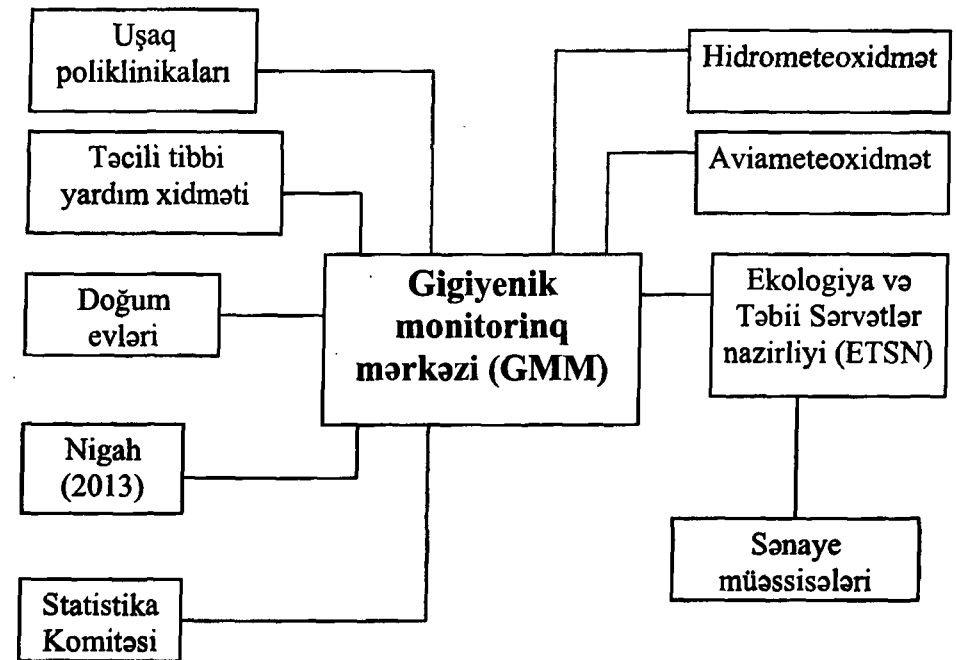 Uşaq
poliklinikaları
Təcili tibbi
yardım xidməti
Doğum
evləri
Nigah
(2013)
Statistika
Komitəsi
Gigiyenik
monitorinq
mərkəzi (GMM)
Hidrometeoxidmət
Aviameteoxidmət
Ekologiya və
Təbii Sərvətlər
nazirliyi (ETSN)
Sənaye
müəssisələri